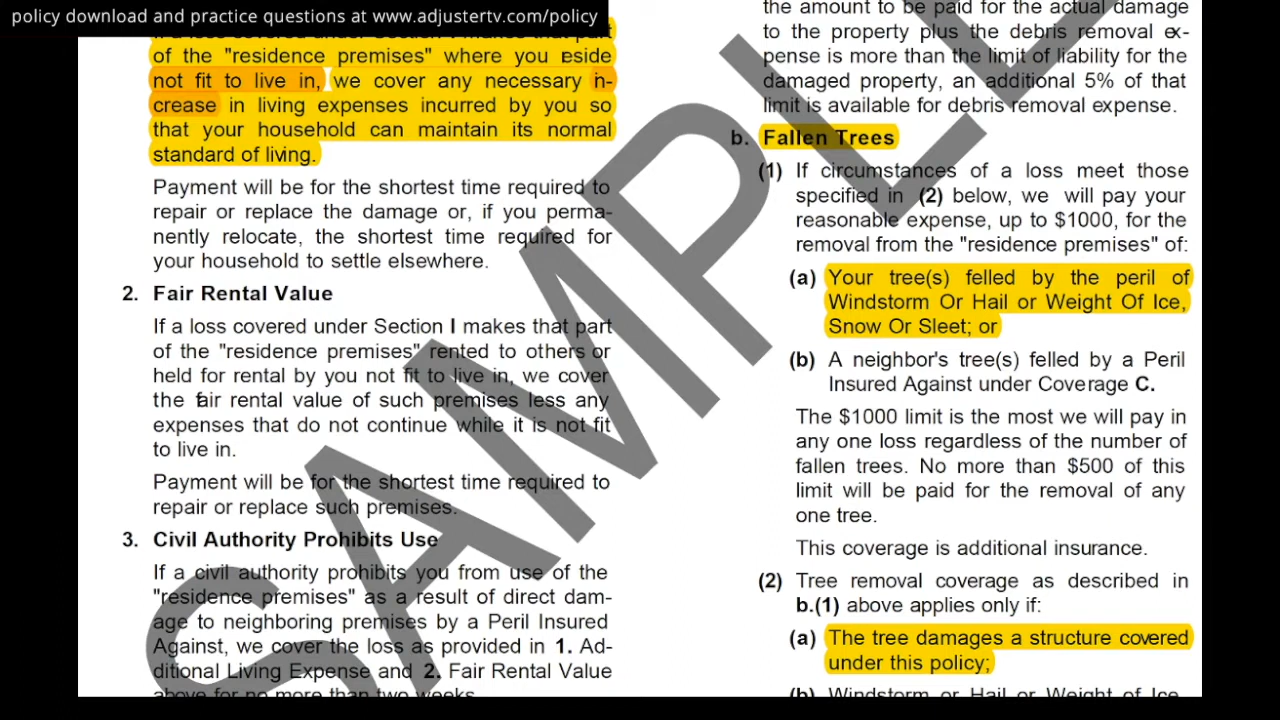 policy download and practice questions at www.adjustertv.com/policy
of the "residence premises" where you eside
not fit to live in, we cover any necessary in-
crease in living expenses incurred by you so
that your household can maintain its normal
standard of living.
Payment will be for the shortest time required to
repair or replace the damage or, if you perma-
nently relocate, the shortest time required for
your household to settle elsewhere.
2. Fair Rental Value
If a loss covered under Section I makes that part
of the "residence premises" rented to others or
held for rental by you not fit to live in, we cover
the fair rental value of such premises less any
expenses that do not continue while it is not fit
to live in.
Payment will be for the shortest time required to
repair or replace such premises.
3. Civil Authority Prohibits Use
If a civil authority prohibits you from use of the
"residence premises" as a result of direct dam-
age to neighboring premises by a Peril Insured
Against, we cover the loss as provided in 1. Ad-
ditional Living Expense and 2. Fair Rental Value
above for no more than two weeks
the amount to be paid for the actual damage
to the property plus the debris removal ex-
pense is more than the limit of liability for the
damaged property, an additional 5% of that
limit is available for debris removal expense.
b. Fallen Trees
(1) If circumstances of a loss meet those
specified in (2) below, we will pay your
reasonable expense, up to $1000, for the
removal from the "residence premises" of:
(a) Your tree(s) felled by the peril of
Windstorm Or Hail or Weight Of Ice,
Snow Or Sleet; or
(b) A neighbor's tree(s) felled by a Peril
Insured Against under Coverage C.
The $1000 limit is the most we will pay in
any one loss regardless of the number of
fallen trees. No more than $500 of this
limit will be paid for the removal of any
one tree.
This coverage is additional insurance.
(2) Tree removal coverage as described in
b.(1) above applies only if:
(a) The tree damages a structure covered
under this policy;
(b) Windstorm or Hail or Weight of Ice,
SAMPLE